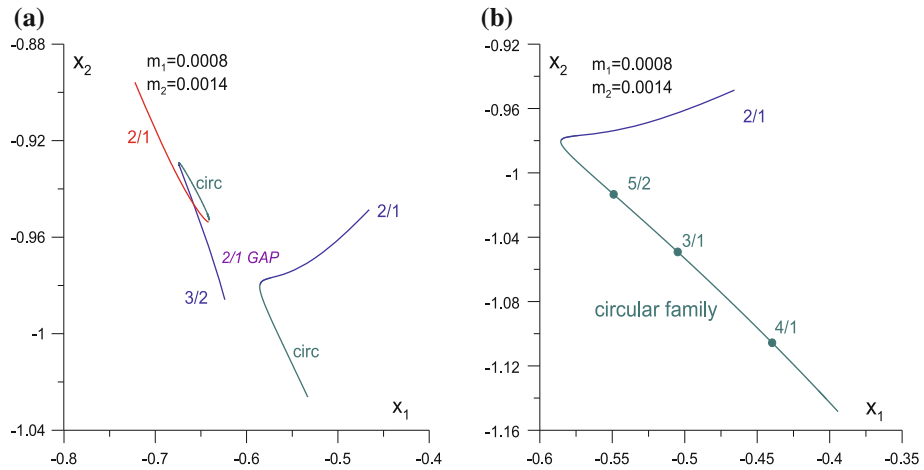 (a)
-0.88
x₂
m₁=0.0008
m₂=0.0014
-0.92
2/1
circ
-0.96
2/1
2/1 GAP
3/2
-1
circ
x₁
-1.04
-0.8 -0.7 -0.6 -0.5 -0.4
(b)
-0.92
x₂
m₁=0.0008
m₂=0.0014
2/1
-0.96
-1
5/2
-1.04
3/1
circular family
-1.08
4/1
-1.12
x₁
-1.16
-0.6 -0.55 -0.5 -0.45 -0.4 -0.35